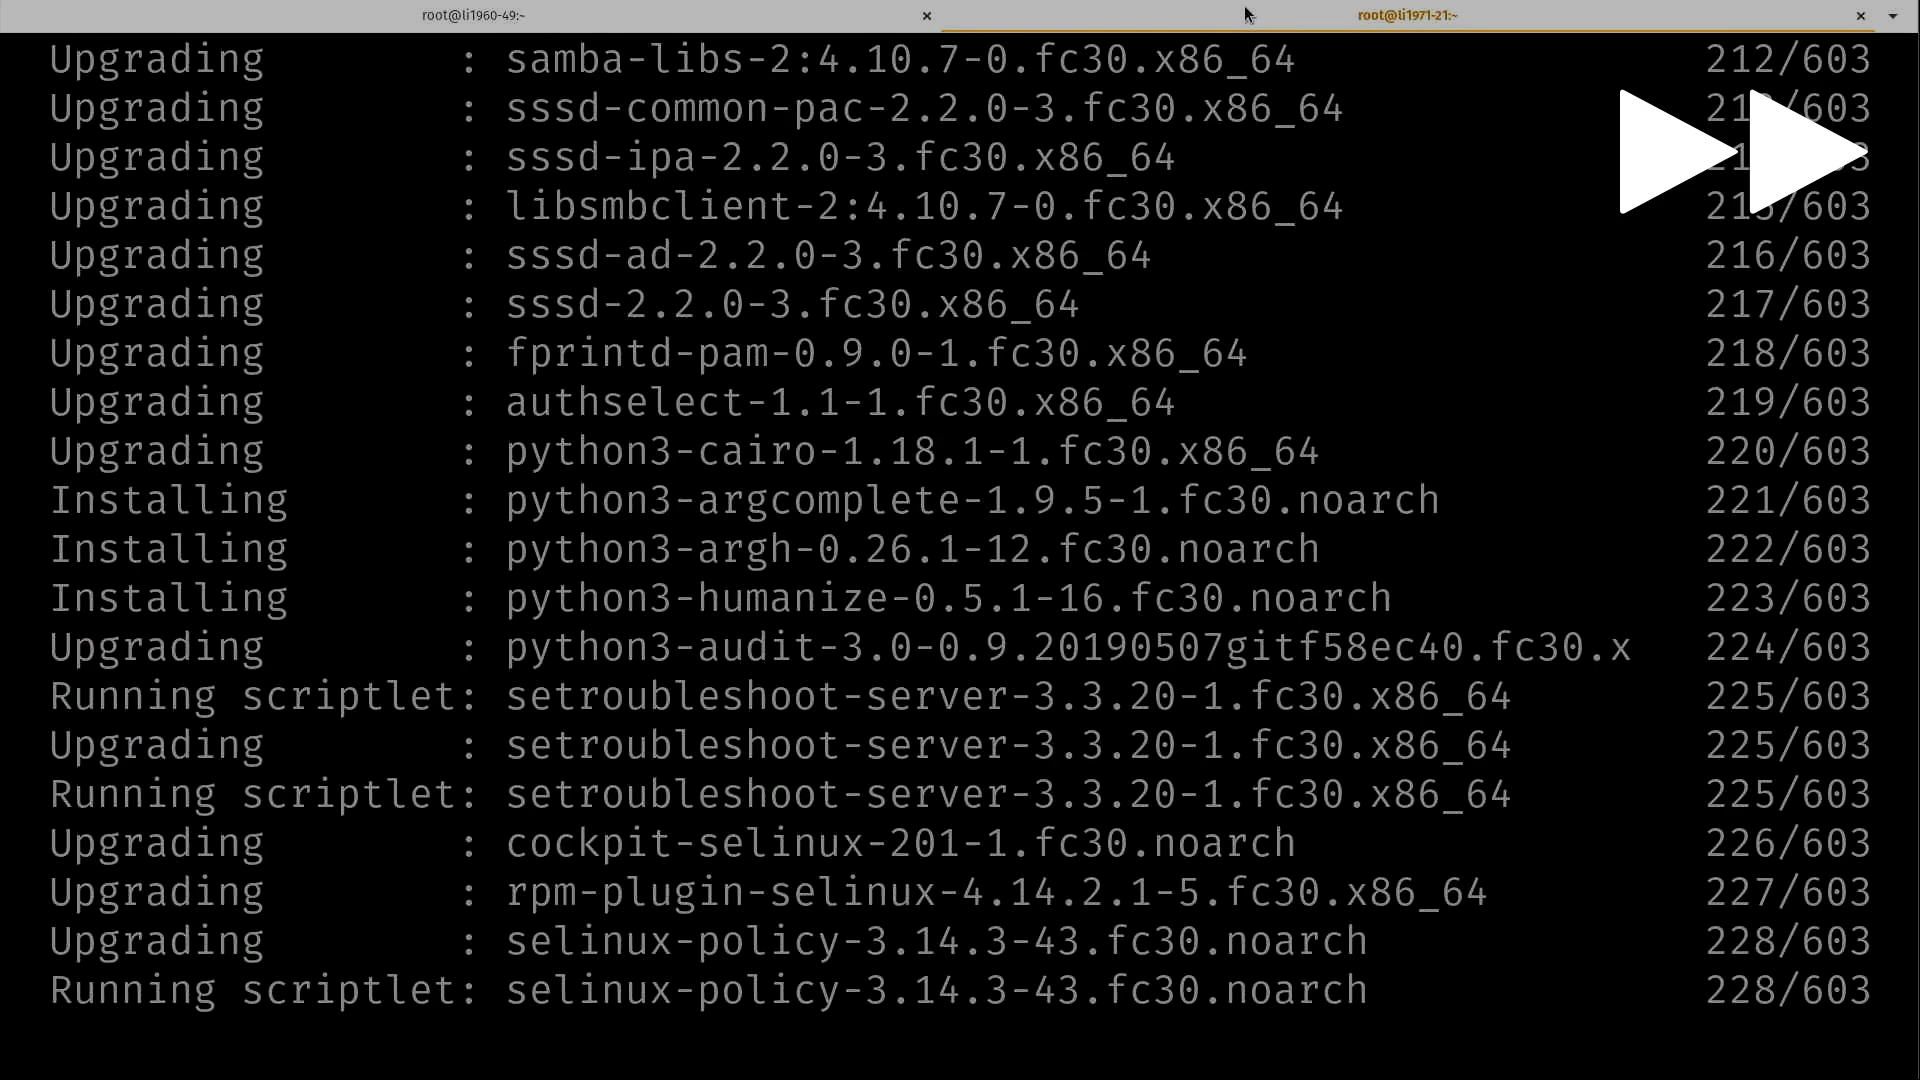 root@li1960-49:~ × root@li1971-21:~ ×
Upgrading : samba-libs-2:4.10.7-0.fc30.x86_64 212/603
Upgrading : sssd-common-pac-2.2.0-3.fc30.x86_64 /603
Upgrading : sssd-ipa-2.2.0-3.fc30.x86_64
Upgrading : libsmbclient-2:4.10.7-0.fc30.x86_64 215/603
Upgrading : sssd-ad-2.2.0-3.fc30.x86_64 216/603
Upgrading : sssd-2.2.0-3.fc30.x86_64 217/603
Upgrading : fprintd-pam-0.9.0-1.fc30.x86_64 218/603
Upgrading : authselect-1.1-1.fc30.x86_64 219/603
Upgrading : python3-cairo-1.18.1-1.fc30.x86_64 220/603
Installing : python3-argcomplete-1.9.5-1.fc30.noarch 221/603
Installing : python3-argh-0.26.1-12.fc30.noarch 222/603
Installing : python3-humanize-0.5.1-16.fc30.noarch 223/603
Upgrading : python3-audit-3.0-0.9.20190507gitf58ec40.fc30.x 224/603
Running scriptlet: setroubleshoot-server-3.3.20-1.fc30.x86_64 225/603
Upgrading : setroubleshoot-server-3.3.20-1.fc30.x86_64 225/603
Running scriptlet: setroubleshoot-server-3.3.20-1.fc30.x86_64 225/603
Upgrading : cockpit-selinux-201-1.fc30.noarch 226/603
Upgrading : rpm-plugin-selinux-4.14.2.1-5.fc30.x86_64 227/603
Upgrading : selinux-policy-3.14.3-43.fc30.noarch 228/603
Running scriptlet: selinux-policy-3.14.3-43.fc30.noarch 228/603